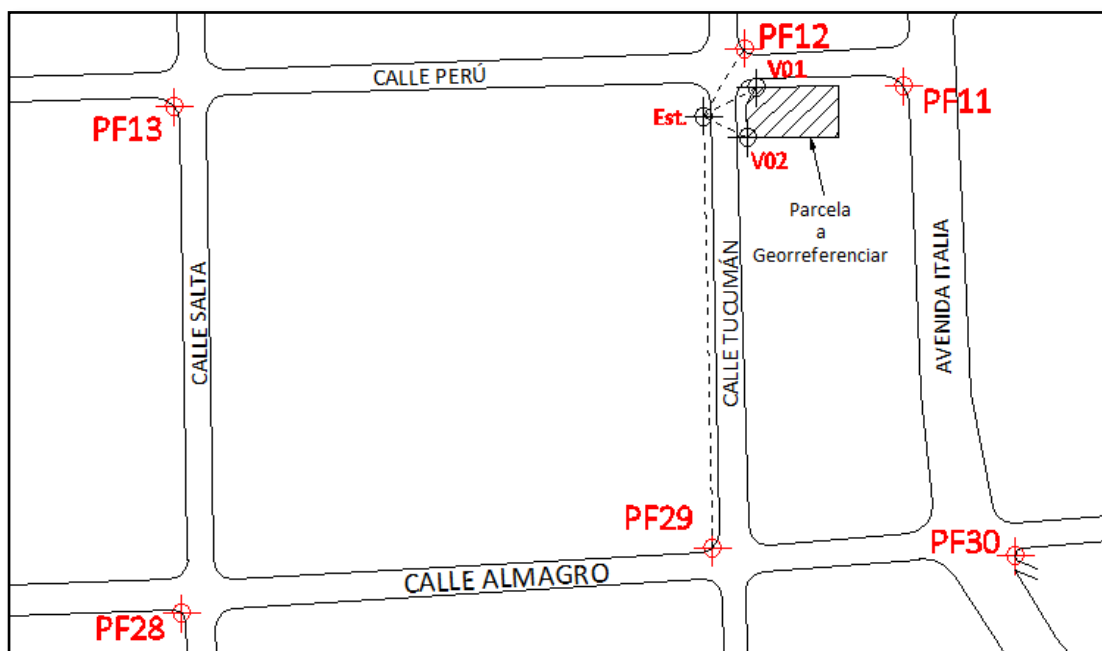 PF12
CALLE PERÚ
V01
PF11
PF13
Est.
V02
Parcela
a
Georreferenciar
CALLE SALTA
CALLE TUCUMÁN
AVENIDA ITALIA
PF29
PF30
CALLE ALMAGRO
PF28